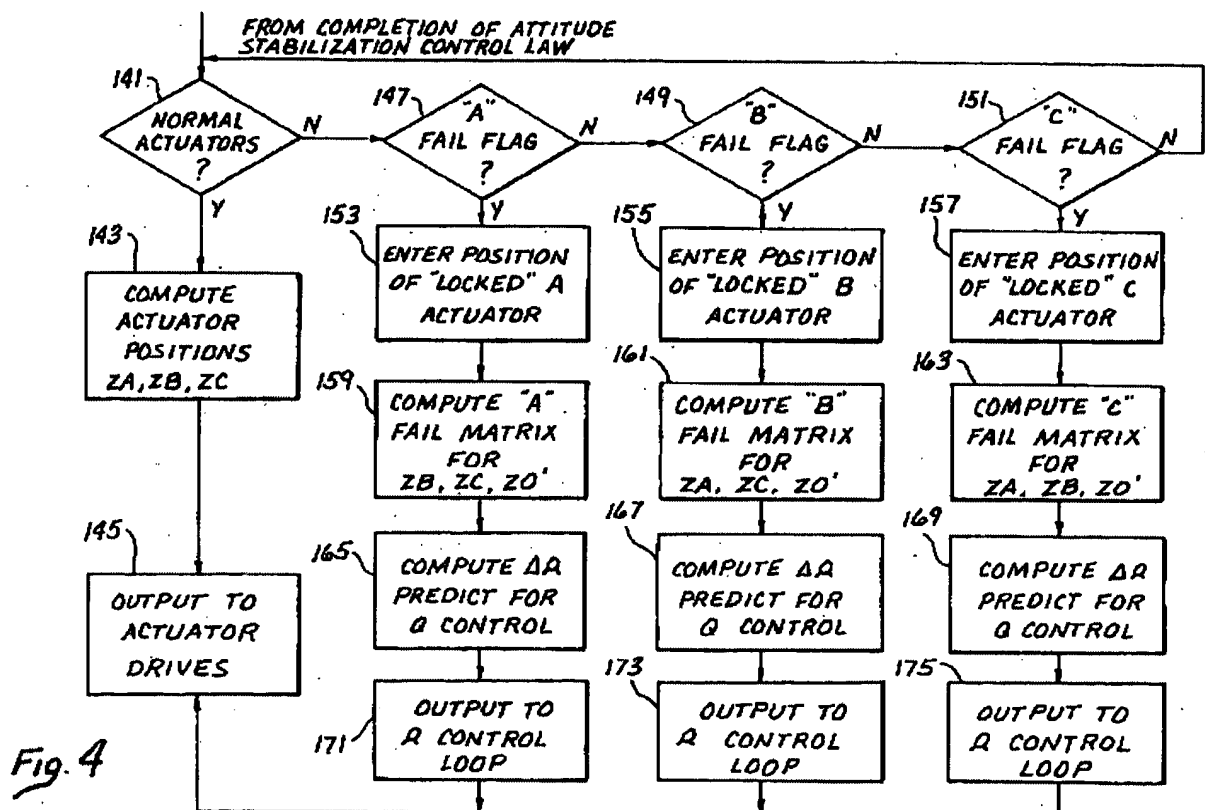 FROM COMPLETION OF ATTITUDE
STABILIZATION CONTROL LAW
141
NORMAL
ACTUATORS
?
N
Y
147
"A"
FAIL FLAG
?
N
Y
149
"B"
FAIL FLAG
?
N
Y
151
"C"
FAIL FLAG
?
N
Y
143
COMPUTE
ACTUATOR
POSITIONS
ZA, ZB, ZC
153
ENTER POSITION
OF "LOCKED" A
ACTUATOR
155
ENTER POSITION
OF "LOCKED" B
ACTUATOR
157
ENTER POSITION
OF "LOCKED" C
ACTUATOR
159
COMPUTE "A"
FAIL MATRIX
FOR
ZB, ZC, ZO'
161
COMPUTE "B"
FAIL MATRIX
FOR
ZA, ZC, ZO'
163
COMPUTE "C"
FAIL MATRIX
FOR
ZA, ZB, ZO'
145
OUTPUT TO
ACTUATOR
DRIVES
165
COMPUTE ΔΩ
PREDICT FOR
Q CONTROL
167
COMPUTE ΔΩ
PREDICT FOR
Q CONTROL
169
COMPUTE ΔΩ
PREDICT FOR
Q CONTROL
171
OUTPUT TO
Ω CONTROL
LOOP
173
OUTPUT TO
Ω CONTROL
LOOP
175
OUTPUT TO
Ω CONTROL
LOOP
Fig. 4